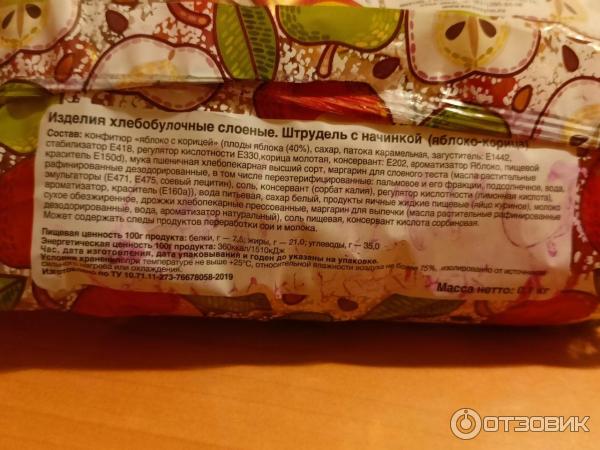 Изделия хлебобулочные слоеные. Штрудель с начинкой (яблоко-корица)
Состав: конфитюр «яблоко с корицей» (плоды яблока (40%), сахар, патока карамельная, загуститель: Е1442,
стабилизатор Е418, регулятор кислотности Е330, корица молотая, консервант: Е202, ароматизатор Яблоко, пищевой
краситель Е150d), мука пшеничная хлебопекарная высший сорт, маргарин для слоеного теста (масла растительные
рафинированные дезодорированные, в том числе переэтерифицированные: пальмовое и его фракции, подсолнечное, вода,
эмульгаторы (Е471, Е475, соевый лецитин), соль, консервант (сорбат калия), регулятор кислотности (лимонная кислота),
ароматизатор, краситель (Е160а)), вода питьевая, сахар белый, продукты яичные жидкие пищевые (яйцо куриное), молоко
сухое обезжиренное, дрожжи хлебопекарные прессованные, маргарин для выпечки (масла растительные рафинированные
дезодорированные, вода, ароматизатор натуральный), соль пищевая, консервант кислота сорбиновая.
Может содержать следы продуктов переработки сои и молока.
Пищевая ценность 100г продукта: белки, г – 7,5; жиры, г – 21,0; углеводы, г – 35,0
Энергетическая ценность 100г продукта: 360ккал/1510кДж
Час, дата изготовления, дата упаковывания и годен до указаны на упаковке.
Условия хранения: при температуре не выше +25°С, относительной влажности воздуха не более 75%, изолированно от источников
нагрева или охлаждения.
Изготовлено по ТУ 10.71.11-273-76678058-2019
Масса нетто: 0,1 кг
ОТЗОВИК